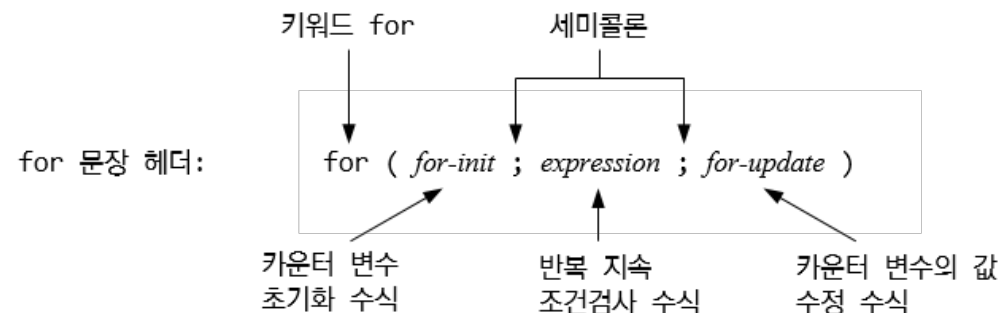 키워드 for 세미콜론
for 문장 헤더: for ( for-init ; expression ; for-update )
카운터 변수 반복 지속 카운터 변수의 값
초기화 수식 조건검사 수식 수정 수식